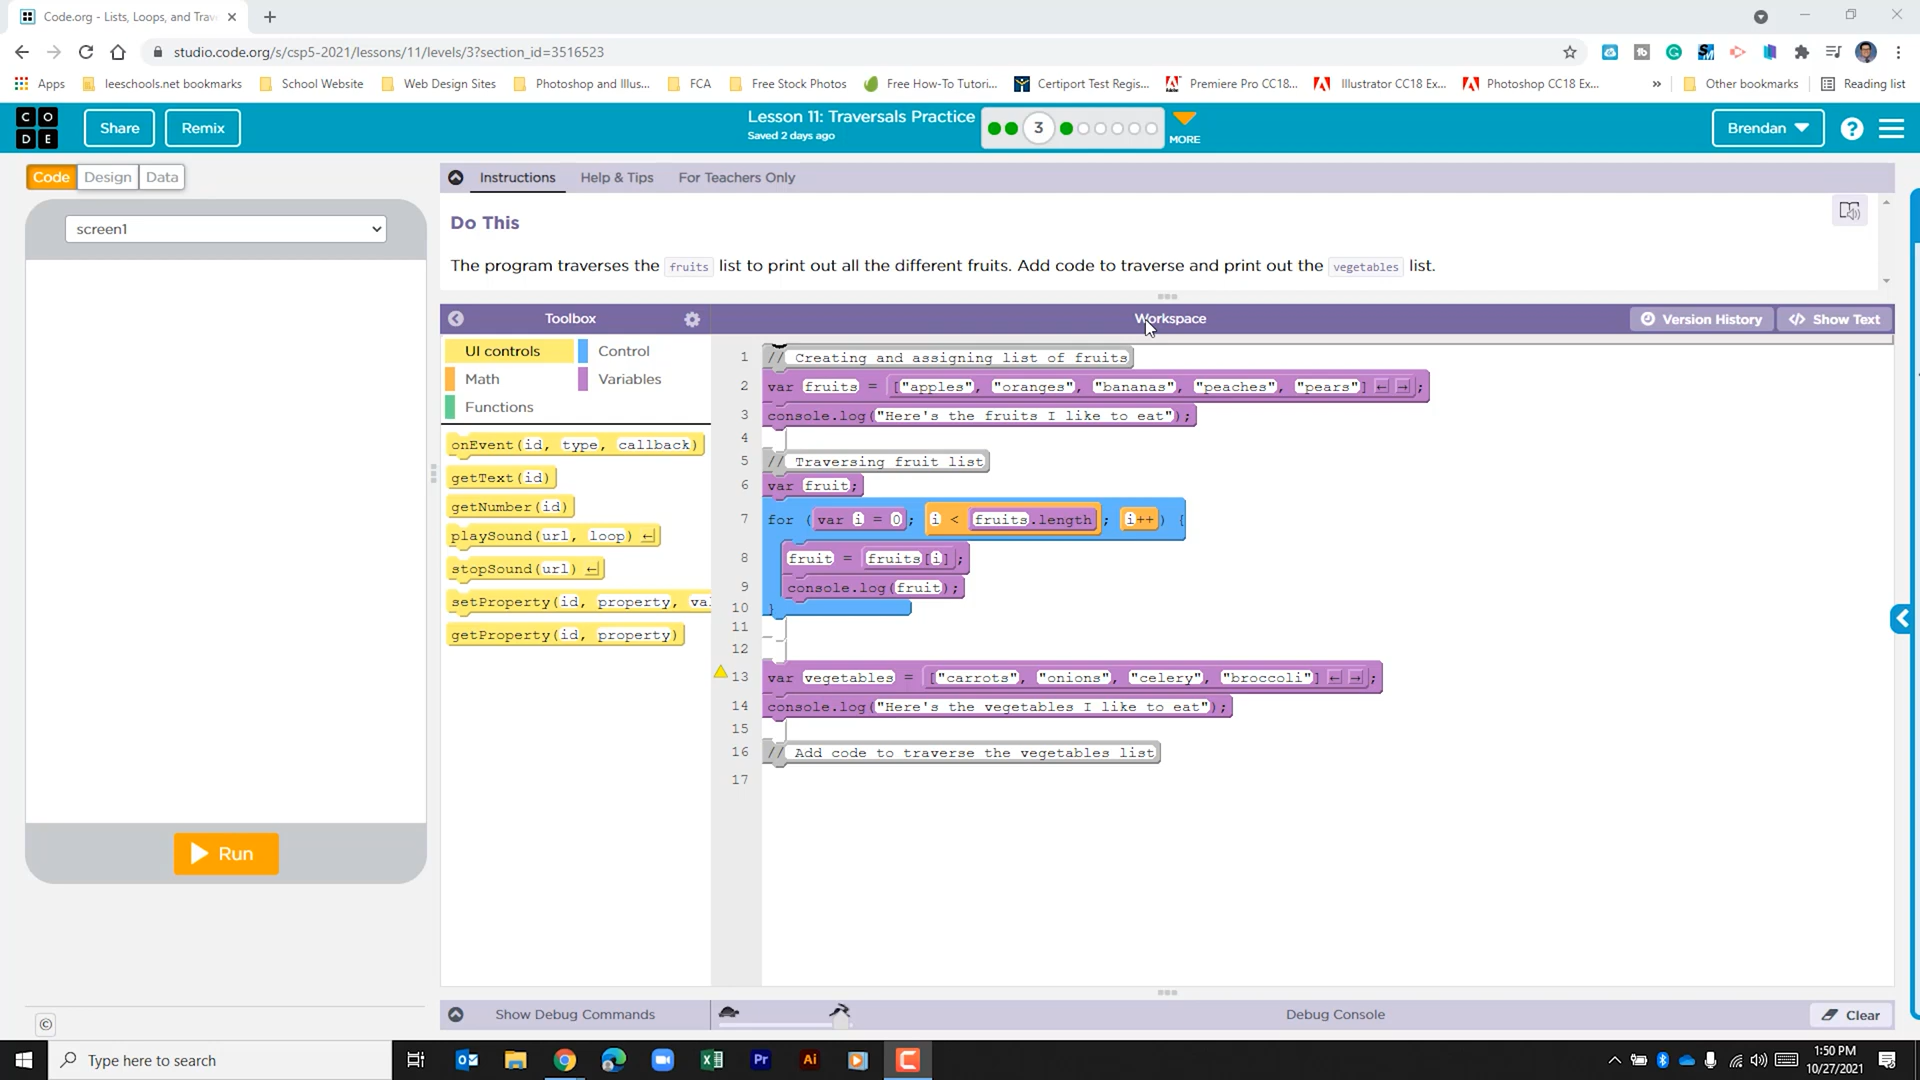 Code.org - Lists, Loops, and Trav
studio.code.org/s/csp5-2021/lessons/11/levels/3?section_id=3516523
Apps
leeschools.net bookmarks
School Website
Web Design Sites
Photoshop and Illus...
FCA
Free Stock Photos
Free How-To Tutori...
Certiport Test Regis...
Premiere Pro CC18...
Illustrator CC18 Ex...
Photoshop CC18 Ex...
»
Other bookmarks
Reading list
C O
D E
Share
Remix
Lesson 11: Traversals Practice
Saved 2 days ago
3
MORE
Brendan
?
Code
Design
Data
Instructions
Help & Tips
For Teachers Only
screen1
Do This
The program traverses the fruits list to print out all the different fruits. Add code to traverse and print out the vegetables list.
Toolbox
Workspace
Version History
</> Show Text
UI controls
Control
Math
Variables
Functions
onEvent(id, type, callback)
getText(id)
getNumber(id)
playSound(url, loop)
stopSound(url)
setProperty(id, property, val
getProperty(id, property)
1 // Creating and assigning list of fruits
2 var fruits = ["apples", "oranges", "bananas", "peaches", "pears"] ← → ;
3 console.log("Here's the fruits I like to eat");
4
5 // Traversing fruit list
6 var fruit;
7 for (var i = 0; i < fruits.length; i++) {
8 fruit = fruits[i];
9 console.log(fruit);
10 }
11
12
13 var vegetables = ["carrots", "onions", "celery", "broccoli"] ← → ;
14 console.log("Here's the vegetables I like to eat");
15
16 // Add code to traverse the vegetables list
17
Run
Show Debug Commands
Debug Console
Clear
©
Type here to search
Pr
Ai
1:50 PM
10/27/2021